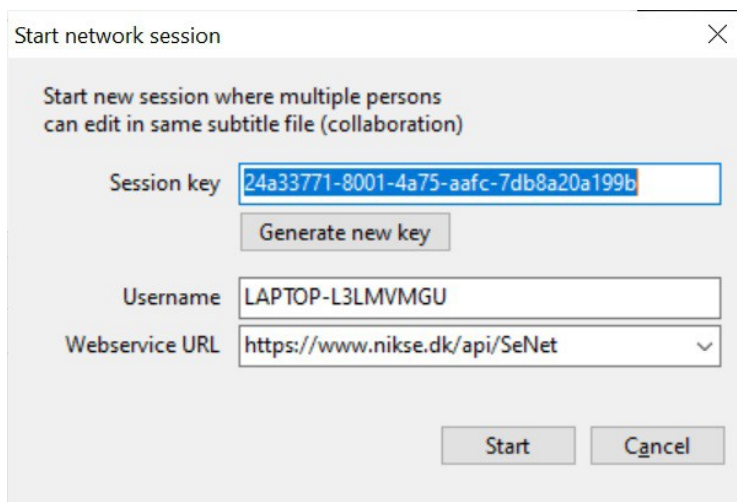 Start network session
Start new session where multiple persons
can edit in same subtitle file (collaboration)
Session key 24a33771-8001-4a75-aafc-7db8a20a199b
Generate new key
Username LAPTOP-L3LMVMGU
Webservice URL https://www.nikse.dk/api/SeNet
Start Cancel